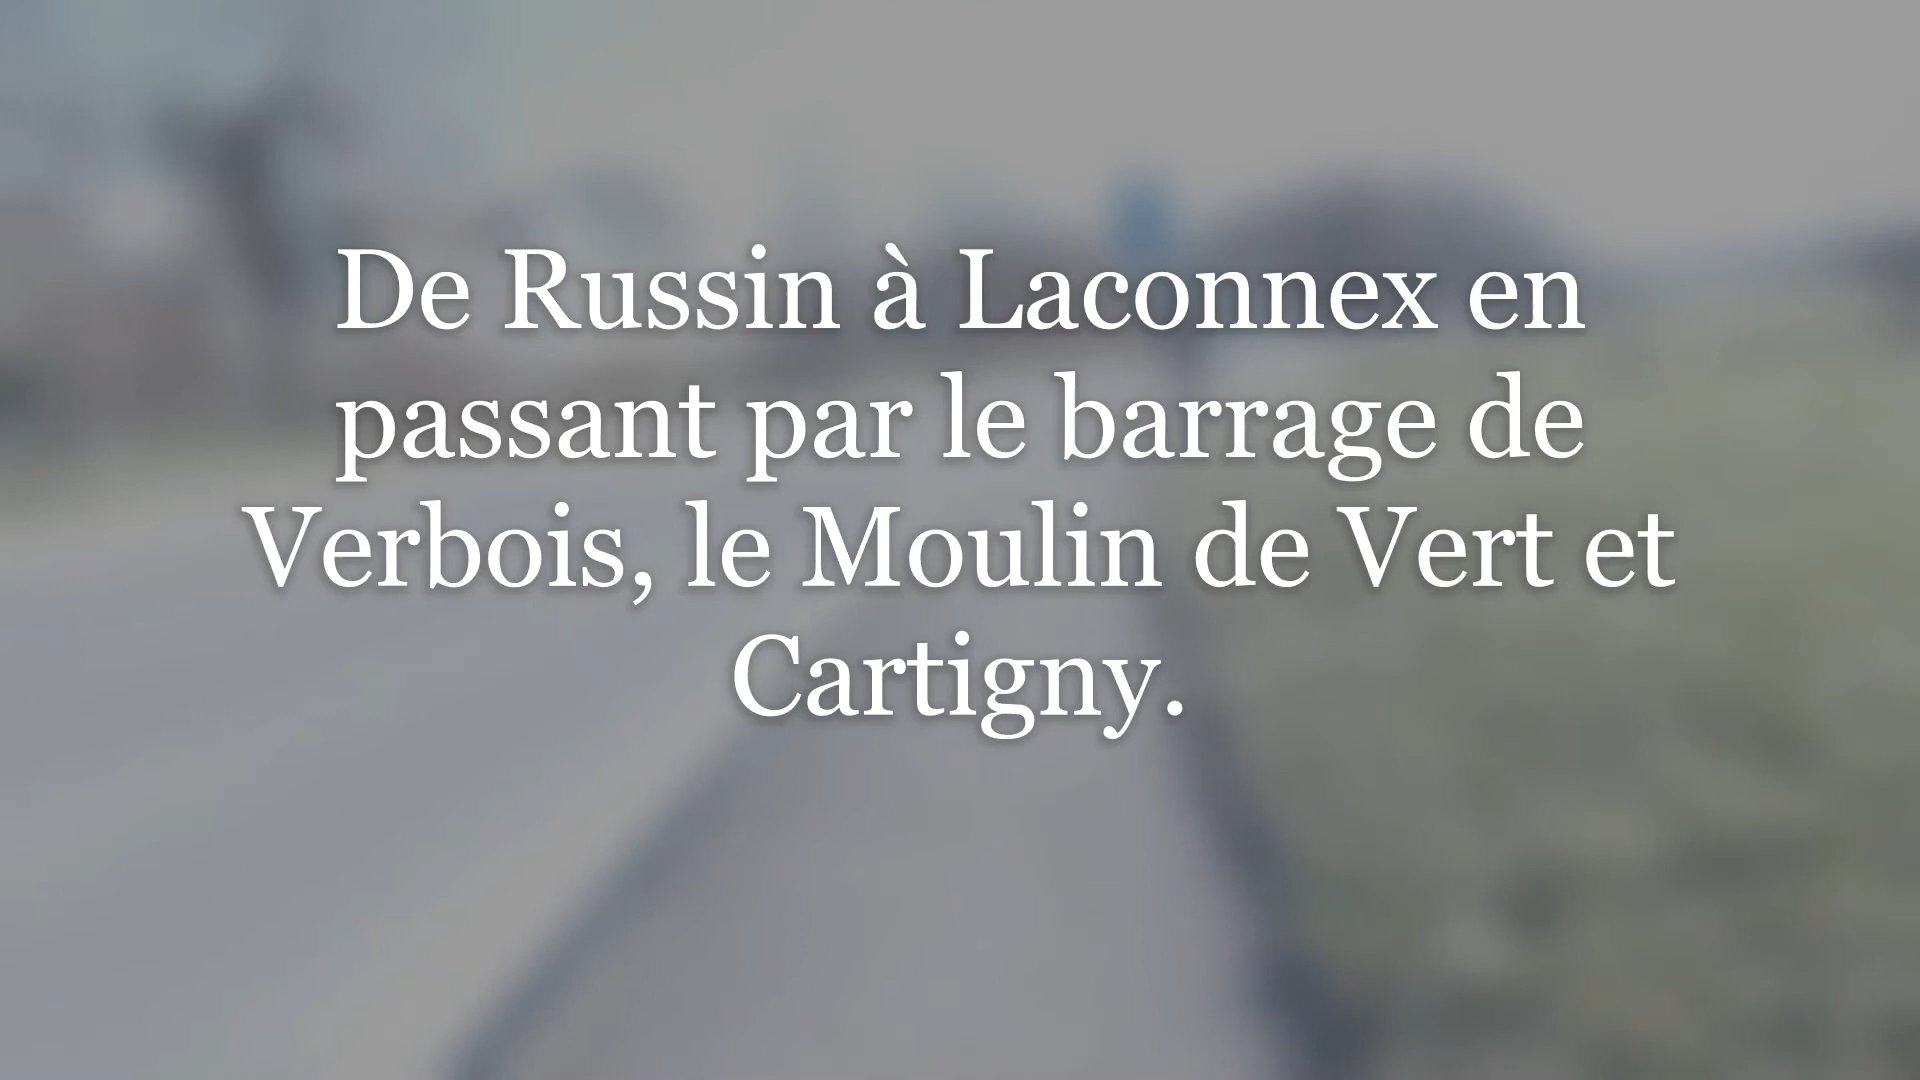 De Russin à Laconnex en
passant par le barrage de
Verbois, le Moulin de Vert et
Cartigny.